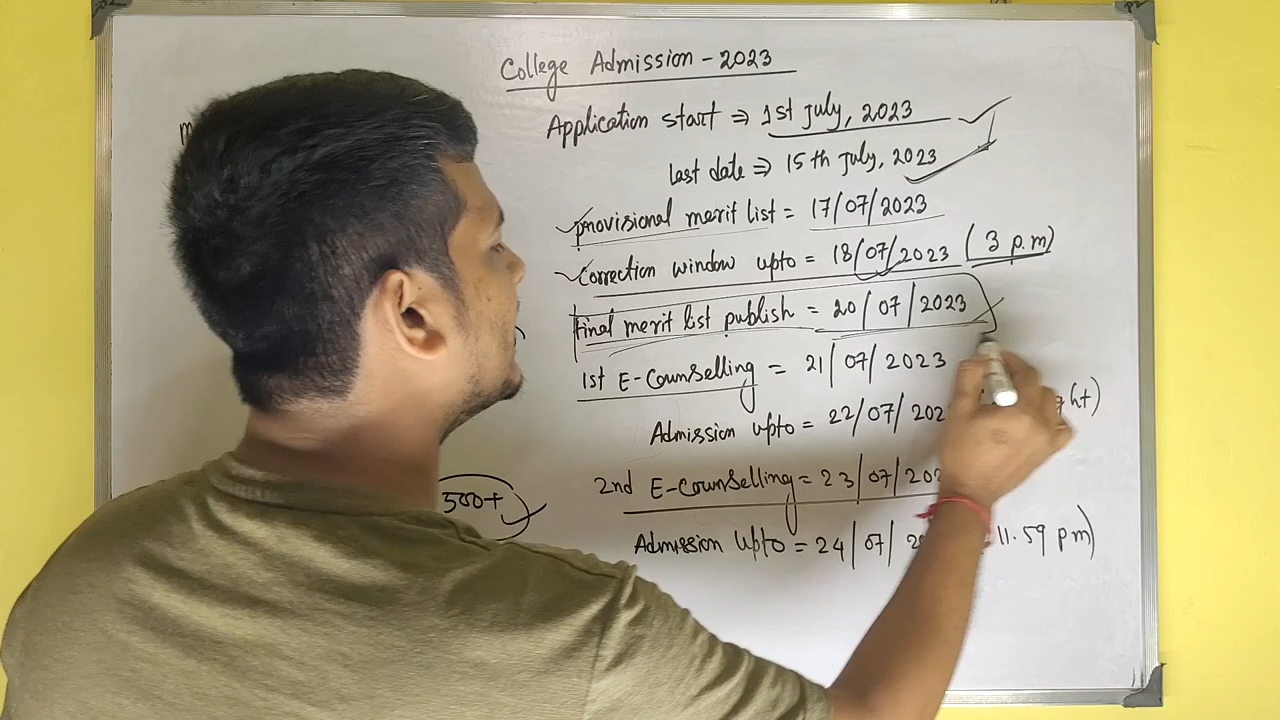 College Admission - 2023
Application start ⇒ 1st July, 2023
last date ⇒ 15th July, 2023
provisional merit list = 17/07/2023
Correction window upto = 18/07/2023 (3 p.m)
Final merit list publish = 20/07/2023
1st E-Counselling = 21/07/2023
Admission upto = 22/07/202
2nd E-Counselling = 23/07/202
Admission Upto = 24/07/20 11.59 pm)
500+